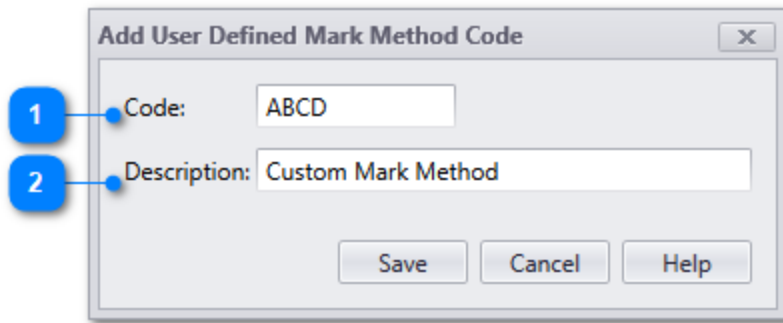 Add User Defined Mark Method Code
1 Code: ABCD
2 Description: Custom Mark Method
Save Cancel Help